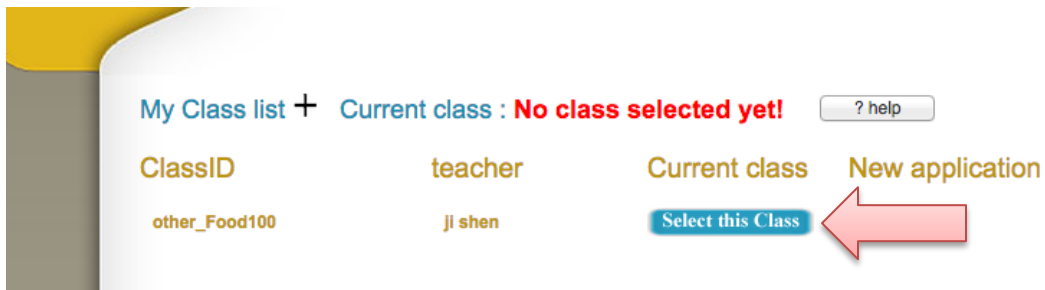 My Class list + Current class : No class selected yet! ? help
ClassID teacher Current class New application
other_Food100 ji shen Select this Class